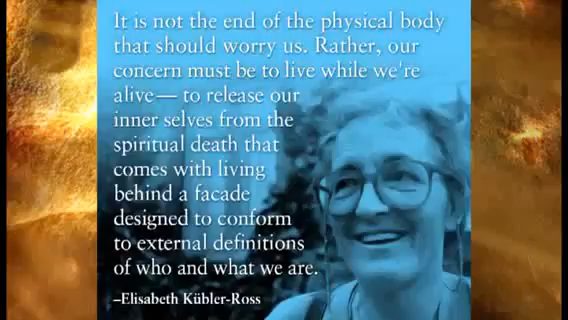 It is not the end of the physical body
that should worry us. Rather, our
concern must be to live while we're
alive— to release our
inner selves from the
spiritual death that
comes with living
behind a facade
designed to conform
to external definitions
of who and what we are.
–Elisabeth Kübler-Ross